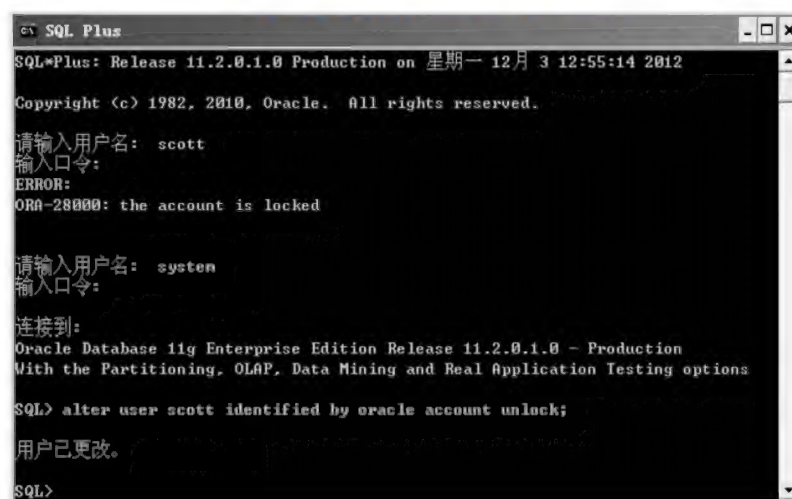 SQL Plus
SQL*Plus: Release 11.2.0.1.0 Production on 星期一 12月 3 12:55:14 2012
Copyright (c) 1982, 2010, Oracle.  All rights reserved.
请输入用户名:  scott
输入口令:
ERROR:
ORA-28000: the account is locked
请输入用户名:  system
输入口令:
连接到:
Oracle Database 11g Enterprise Edition Release 11.2.0.1.0 - Production
With the Partitioning, OLAP, Data Mining and Real Application Testing options
SQL> alter user scott identified by oracle account unlock;
用户已更改。
SQL>